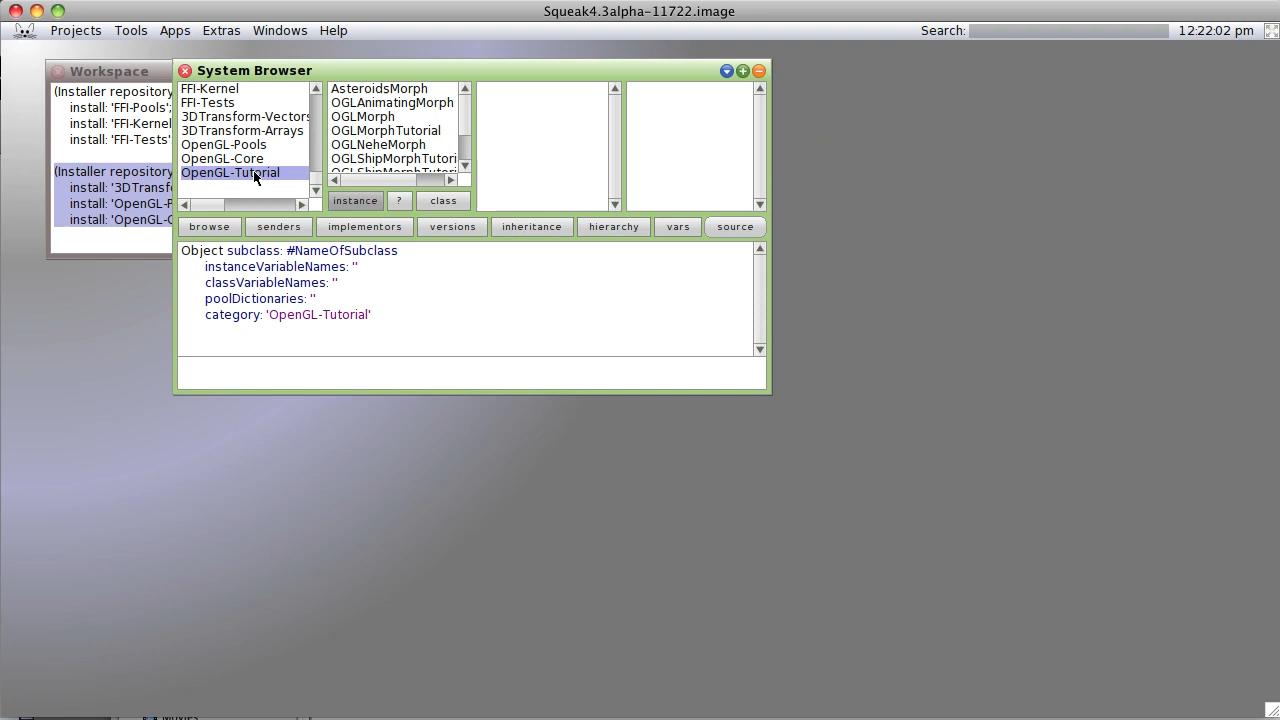 Squeak4.3alpha-11722.image
Projects Tools Apps Extras Windows Help Search: 12:22:02 pm
Workspace
(Installer repository
install: 'FFI-Pools';
install: 'FFI-Kernel
install: 'FFI-Tests'
(Installer repository
install: '3DTransfo
install: 'OpenGL-P
install: 'OpenGL-C
System Browser
FFI-Kernel
FFI-Tests
3DTransform-Vectors
3DTransform-Arrays
OpenGL-Pools
OpenGL-Core
OpenGL-Tutorial
AsteroidsMorph
OGLAnimatingMorph
OGLMorph
OGLMorphTutorial
OGLNeheMorph
OGLShipMorphTutori
OGLShipMorphTutori
instance ? class
browse senders implementors versions inheritance hierarchy vars source
Object subclass: #NameOfSubclass
instanceVariableNames: ''
classVariableNames: ''
poolDictionaries: ''
category: 'OpenGL-Tutorial'
Movies